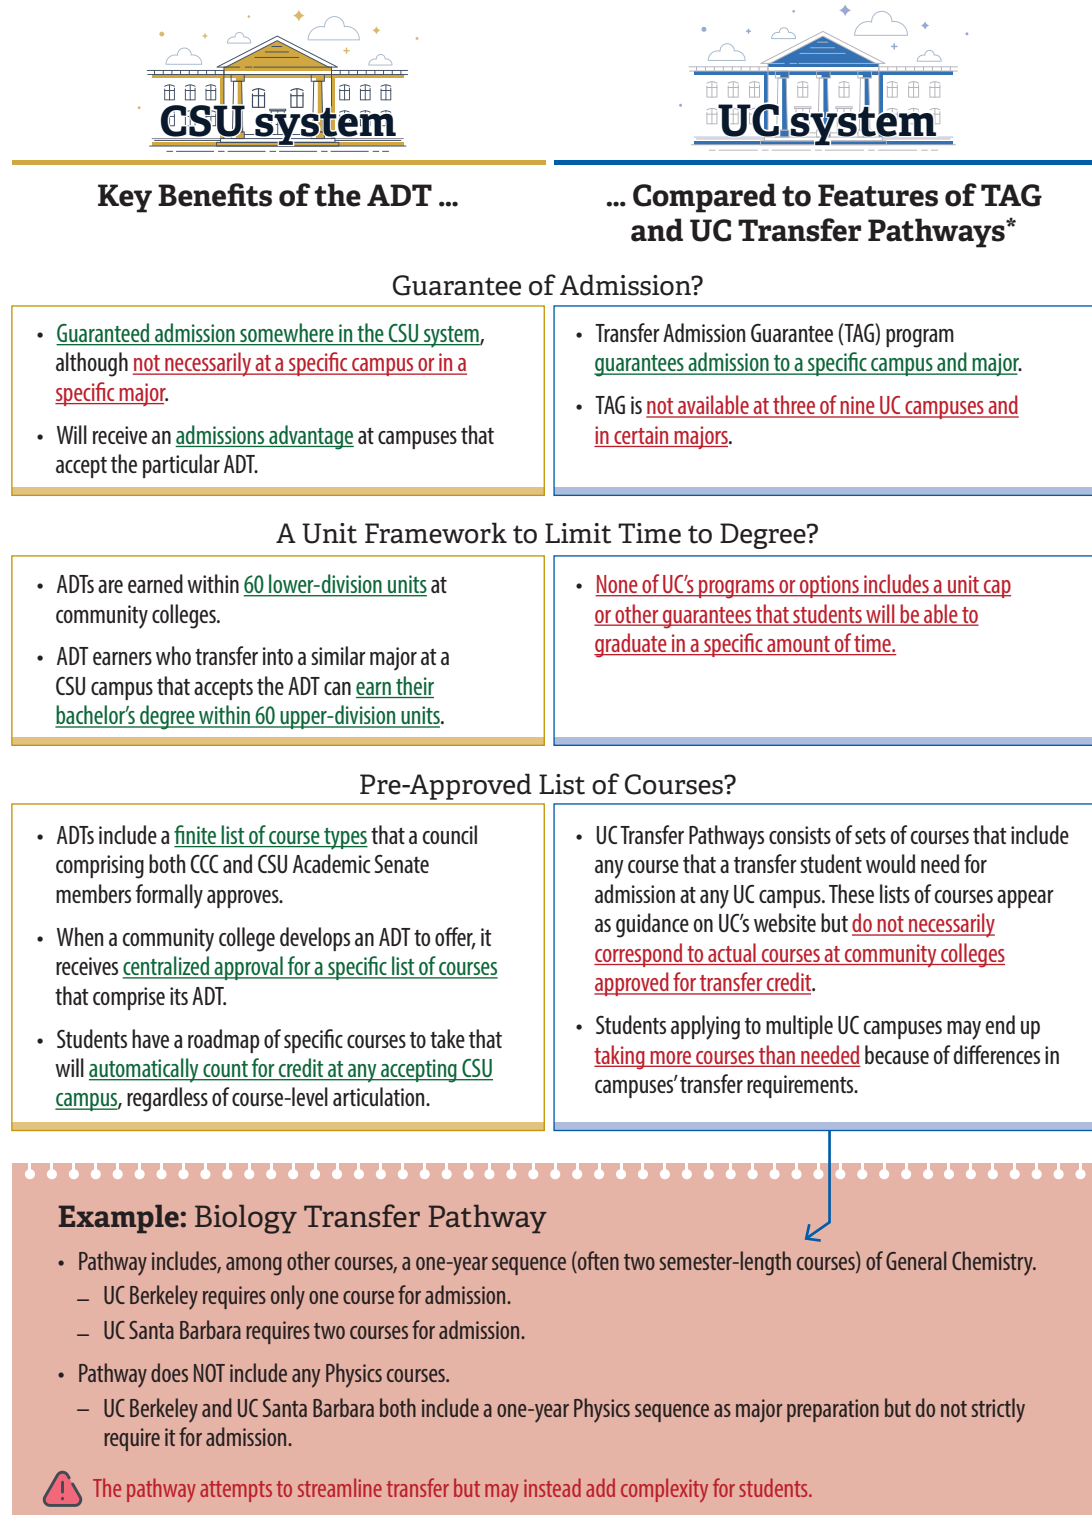 CSU system
UC system
Key Benefits of the ADT ...
... Compared to Features of TAG
and UC Transfer Pathways*
Guarantee of Admission?
• Guaranteed admission somewhere in the CSU system,
although not necessarily at a specific campus or in a
specific major.
• Will receive an admissions advantage at campuses that
accept the particular ADT.
• Transfer Admission Guarantee (TAG) program
guarantees admission to a specific campus and major.
• TAG is not available at three of nine UC campuses and
in certain majors.
A Unit Framework to Limit Time to Degree?
• ADTs are earned within 60 lower-division units at
community colleges.
• ADT earners who transfer into a similar major at a
CSU campus that accepts the ADT can earn their
bachelor's degree within 60 upper-division units.
• None of UC's programs or options includes a unit cap
or other guarantees that students will be able to
graduate in a specific amount of time.
Pre-Approved List of Courses?
• ADTs include a finite list of course types that a council
comprising both CCC and CSU Academic Senate
members formally approves.
• When a community college develops an ADT to offer, it
receives centralized approval for a specific list of courses
that comprise its ADT.
• Students have a roadmap of specific courses to take that
will automatically count for credit at any accepting CSU
campus, regardless of course-level articulation.
• UC Transfer Pathways consists of sets of courses that include
any course that a transfer student would need for
admission at any UC campus. These lists of courses appear
as guidance on UC's website but do not necessarily
correspond to actual courses at community colleges
approved for transfer credit.
• Students applying to multiple UC campuses may end up
taking more courses than needed because of differences in
campuses' transfer requirements.
Example: Biology Transfer Pathway
• Pathway includes, among other courses, a one-year sequence (often two semester-length courses) of General Chemistry.
– UC Berkeley requires only one course for admission.
– UC Santa Barbara requires two courses for admission.
• Pathway does NOT include any Physics courses.
– UC Berkeley and UC Santa Barbara both include a one-year Physics sequence as major preparation but do not strictly
require it for admission.
The pathway attempts to streamline transfer but may instead add complexity for students.